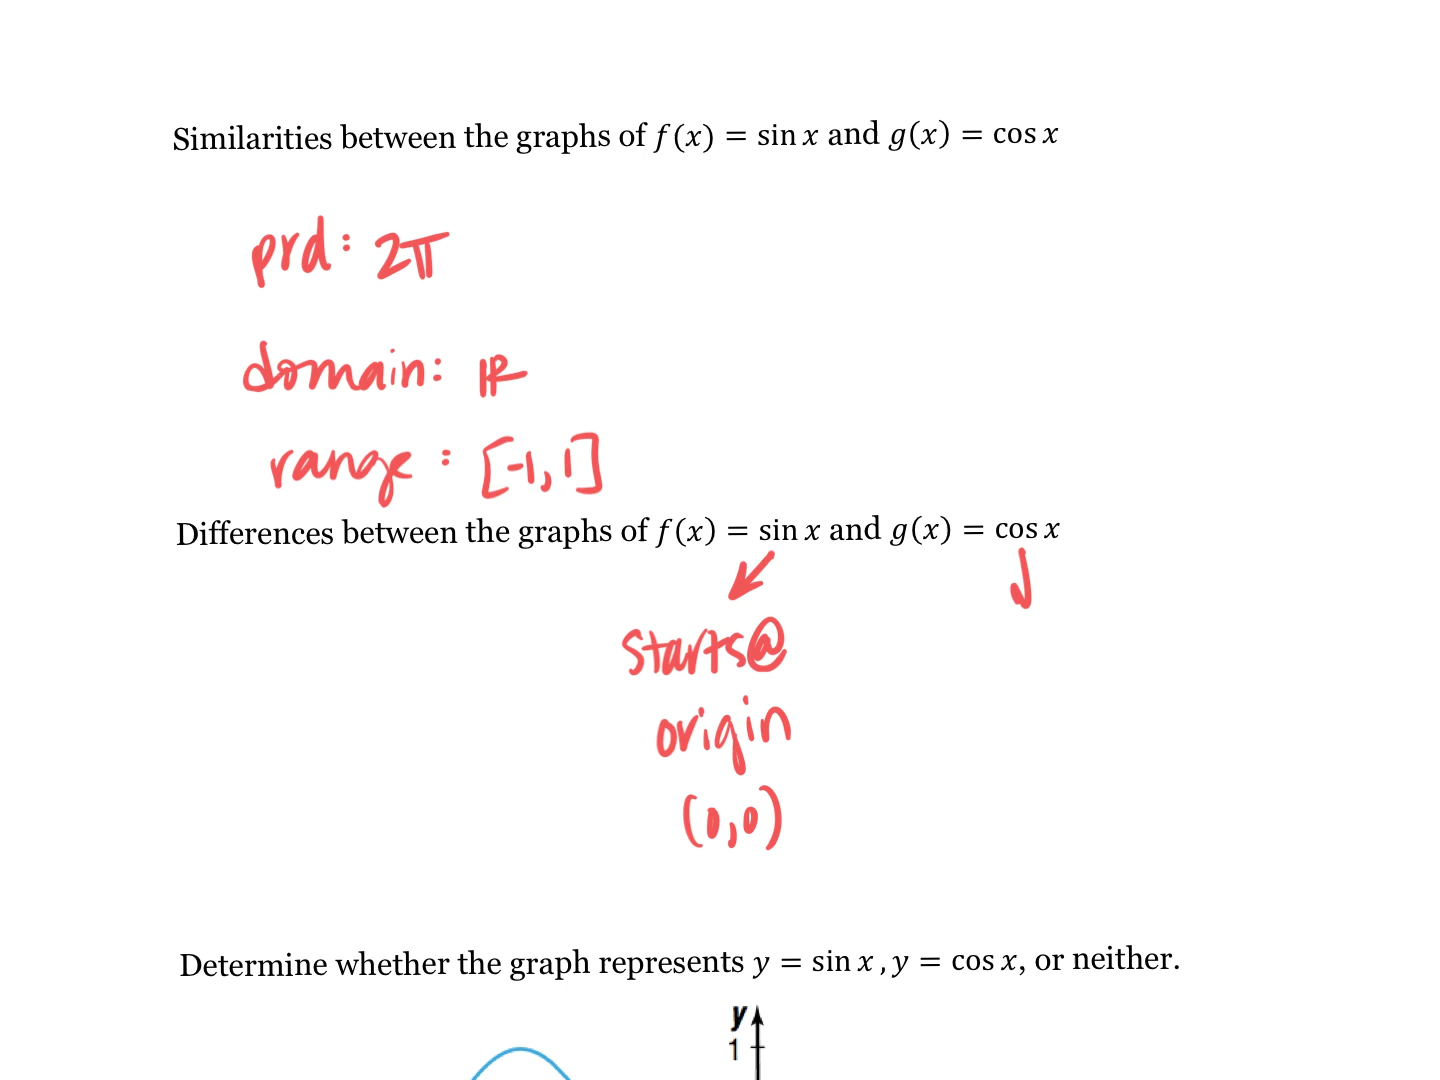 Similarities between the graphs of f(x) = sin x and g(x) = cos x
prd: 2π
domain: ℝ
range : [-1, 1]
Differences between the graphs of f(x) = sin x and g(x) = cos x
Starts@
origin
(0,0)
Determine whether the graph represents y = sin x , y = cos x, or neither.
y
1